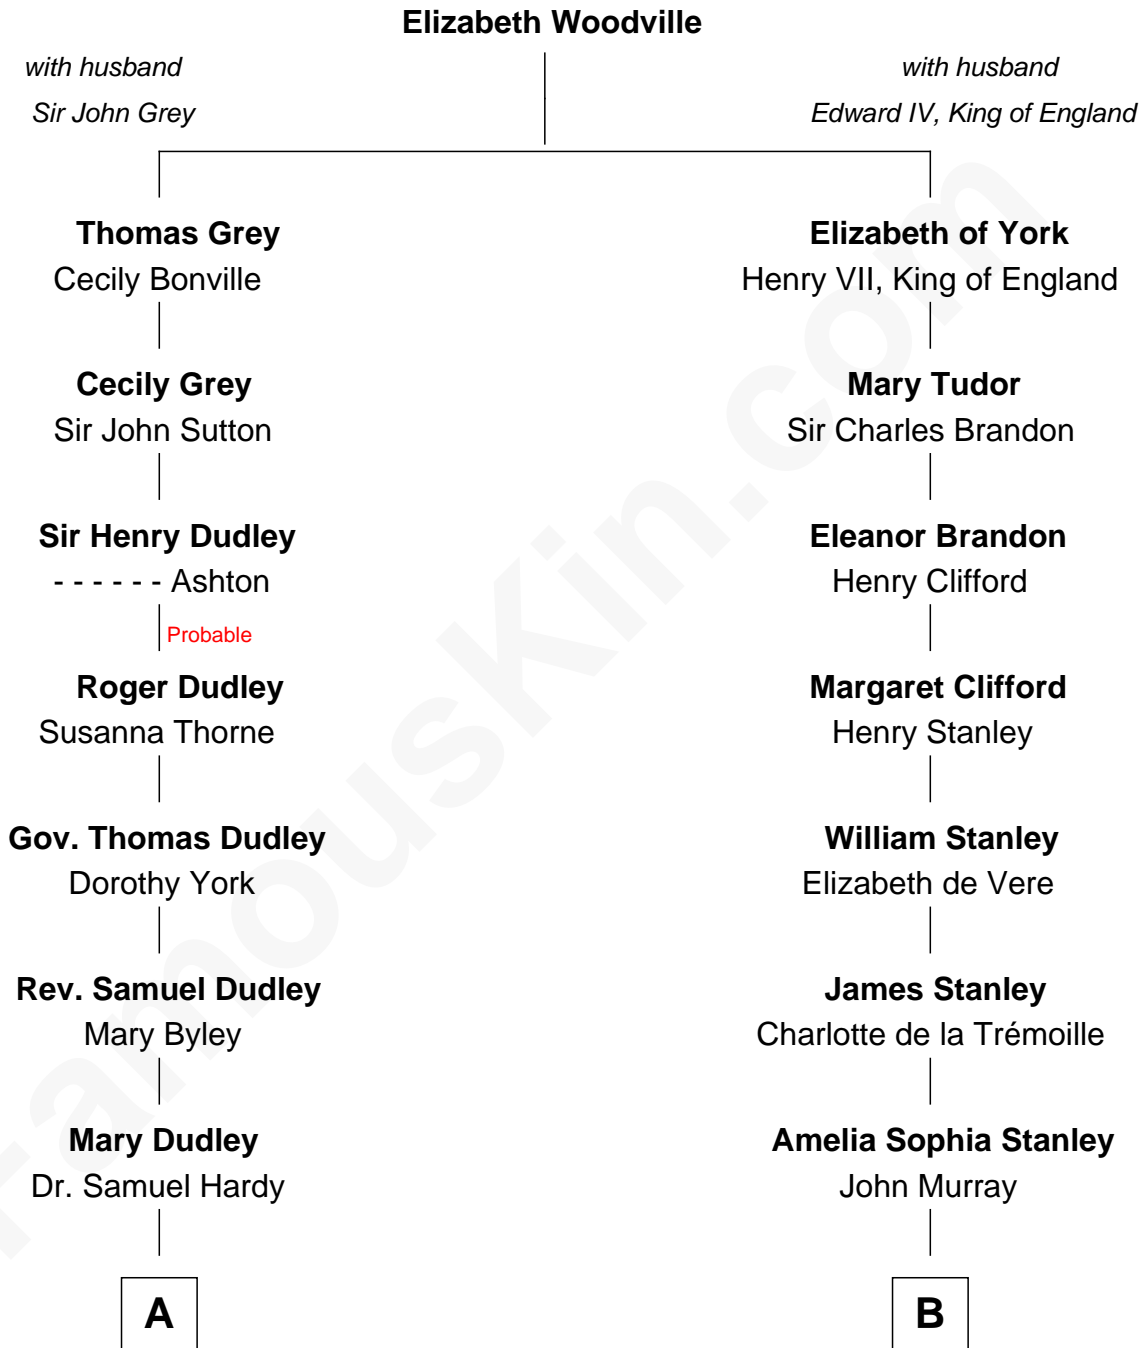 Elizabeth Woodville
with husband
Sir John Grey
with husband
Edward IV, King of England
Thomas Grey
Cecily Bonville
Elizabeth of York
Henry VII, King of England
Cecily Grey
Sir John Sutton
Mary Tudor
Sir Charles Brandon
Sir Henry Dudley
- - - - - - Ashton
Eleanor Brandon
Henry Clifford
Probable
Roger Dudley
Susanna Thorne
Margaret Clifford
Henry Stanley
Gov. Thomas Dudley
Dorothy York
William Stanley
Elizabeth de Vere
Rev. Samuel Dudley
Mary Byley
James Stanley
Charlotte de la Trémoille
Mary Dudley
Dr. Samuel Hardy
Amelia Sophia Stanley
John Murray
A
B
FamousKin.com